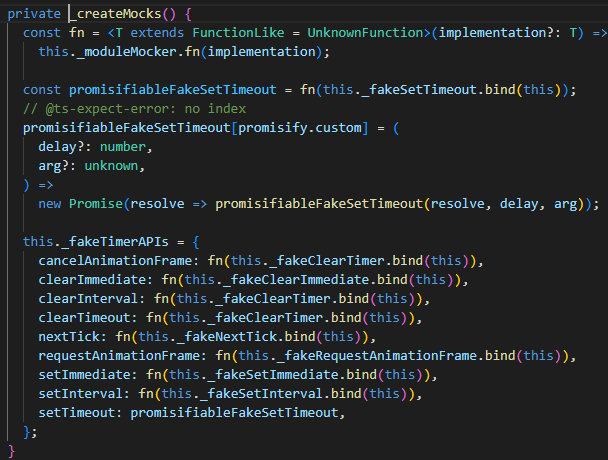 private _createMocks() {
  const fn = <T extends FunctionLike = UnknownFunction>(implementation?: T) =>
    this._moduleMocker.fn(implementation);

  const promisifiableFakeSetTimeout = fn(this._fakeSetTimeout.bind(this));
  // @ts-expect-error: no index
  promisifiableFakeSetTimeout[promisify.custom] = (
    delay?: number,
    arg?: unknown,
  ) =>
    new Promise(resolve => promisifiableFakeSetTimeout(resolve, delay, arg));

  this._fakeTimerAPIs = {
    cancelAnimationFrame: fn(this._fakeClearTimer.bind(this)),
    clearImmediate: fn(this._fakeClearImmediate.bind(this)),
    clearInterval: fn(this._fakeClearTimer.bind(this)),
    clearTimeout: fn(this._fakeClearTimer.bind(this)),
    nextTick: fn(this._fakeNextTick.bind(this)),
    requestAnimationFrame: fn(this._fakeRequestAnimationFrame.bind(this)),
    setImmediate: fn(this._fakeSetImmediate.bind(this)),
    setInterval: fn(this._fakeSetInterval.bind(this)),
    setTimeout: promisifiableFakeSetTimeout,
  };
}